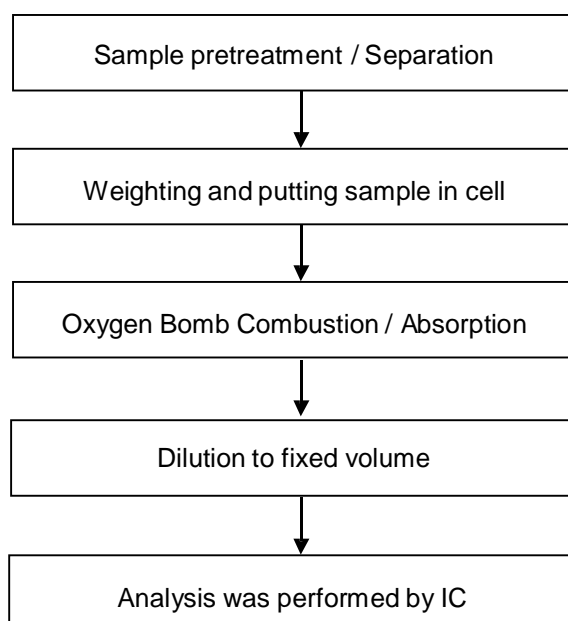 Sample pretreatment / Separation
Weighting and putting sample in cell
Oxygen Bomb Combustion / Absorption
Dilution to fixed volume
Analysis was performed by IC